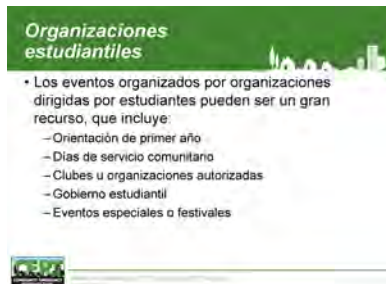 Organizaciones
estudiantiles
• Los eventos organizados por organizaciones
dirigidas por estudiantes pueden ser un gran
recurso, que incluye:
– Orientación de primer año
– Días de servicio comunitario
– Clubes u organizaciones autorizadas
– Gobierno estudiantil
– Eventos especiales o festivales
CERT